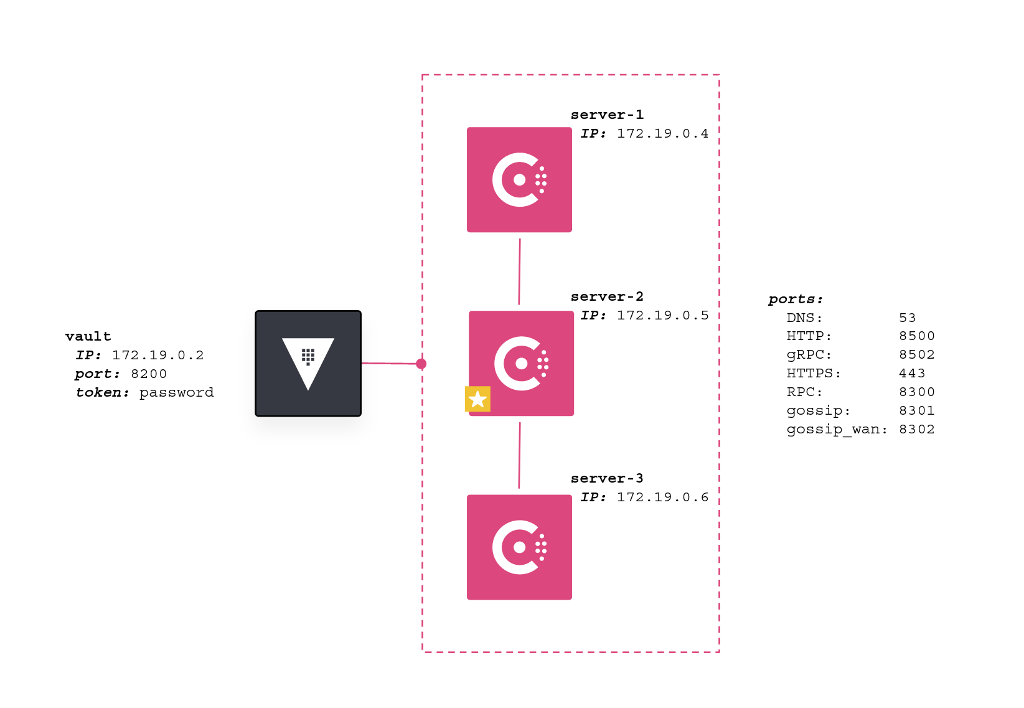 server-1
IP: 172.19.0.4
server-2
IP: 172.19.0.5
server-3
IP: 172.19.0.6
vault
IP: 172.19.0.2
port: 8200
token: password
ports:
DNS: 53
HTTP: 8500
gRPC: 8502
HTTPS: 443
RPC: 8300
gossip: 8301
gossip_wan: 8302